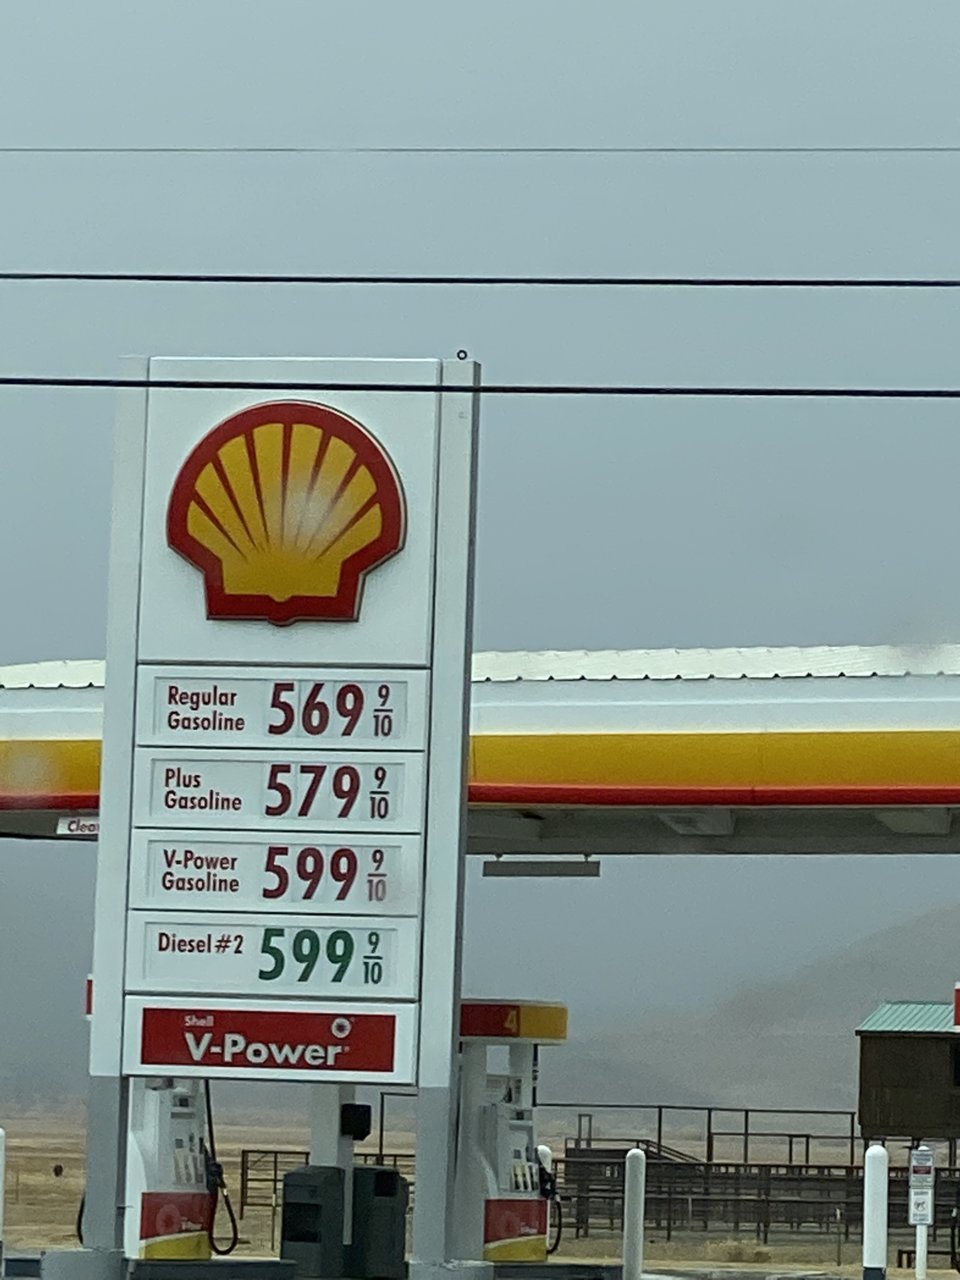 Regular
Gasoline 569 9/10
Plus
Gasoline 579 9/10
V-Power
Gasoline 599 9/10
Diesel #2 599 9/10
Shell
V-Power
4